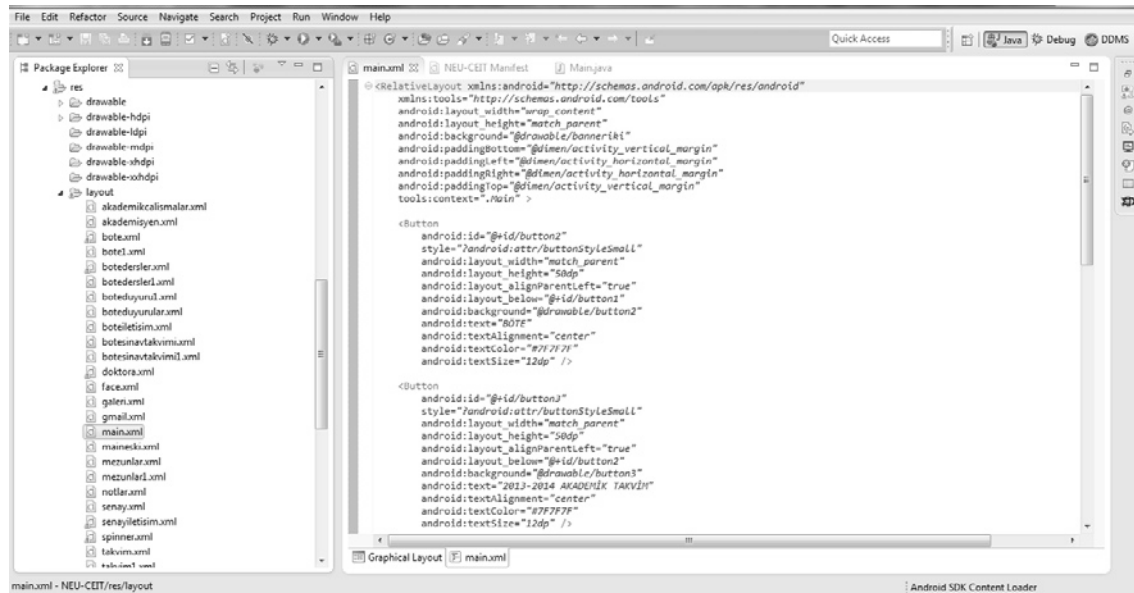 File Edit Refactor Source Navigate Search Project Run Window Help
Quick Access
Java Debug DDMS
Package Explorer
res
drawable
drawable-hdpi
drawable-ldpi
drawable-mdpi
drawable-xhdpi
drawable-xxhdpi
layout
akademikcalismalar.xml
akademisyen.xml
bote.xml
bote1.xml
botedersler.xml
botedersler1.xml
boteduyuru1.xml
boteduyurular.xml
boteiletisim.xml
botesinavtakvimi.xml
botesinavtakvimi1.xml
doktora.xml
face.xml
galeri.xml
gmail.xml
main.xml
maineski.xml
mezunlar.xml
mezunlar1.xml
notlar.xml
senay.xml
senayiletisim.xml
spinner.xml
takvim.xml
takvim1.xml
main.xml NEU-CEIT Manifest Main.java
<RelativeLayout xmlns:android="http://schemas.android.com/apk/res/android"
xmlns:tools="http://schemas.android.com/tools"
android:layout_width="wrap_content"
android:layout_height="match_parent"
android:background="@drawable/banneriki"
android:paddingBottom="@dimen/activity_vertical_margin"
android:paddingLeft="@dimen/activity_horizontal_margin"
android:paddingRight="@dimen/activity_horizontal_margin"
android:paddingTop="@dimen/activity_vertical_margin"
tools:context=".Main" >
<Button
android:id="@+id/button2"
style="?android:attr/buttonStyleSmall"
android:layout_width="match_parent"
android:layout_height="50dp"
android:layout_alignParentLeft="true"
android:layout_below="@+id/button1"
android:background="@drawable/button2"
android:text="BÖTE"
android:textAlignment="center"
android:textColor="#7F7F7F"
android:textSize="12dp" />
<Button
android:id="@+id/button3"
style="?android:attr/buttonStyleSmall"
android:layout_width="match_parent"
android:layout_height="50dp"
android:layout_alignParentLeft="true"
android:layout_below="@+id/button2"
android:background="@drawable/button3"
android:text="2013-2014 AKADEMİK TAKVİM"
android:textAlignment="center"
android:textColor="#7F7F7F"
android:textSize="12dp" />
Graphical Layout main.xml
main.xml - NEU-CEIT/res/layout
Android SDK Content Loader